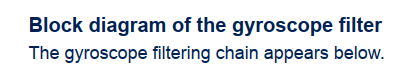 Block diagram of the gyroscope filter
The gyroscope filtering chain appears below.